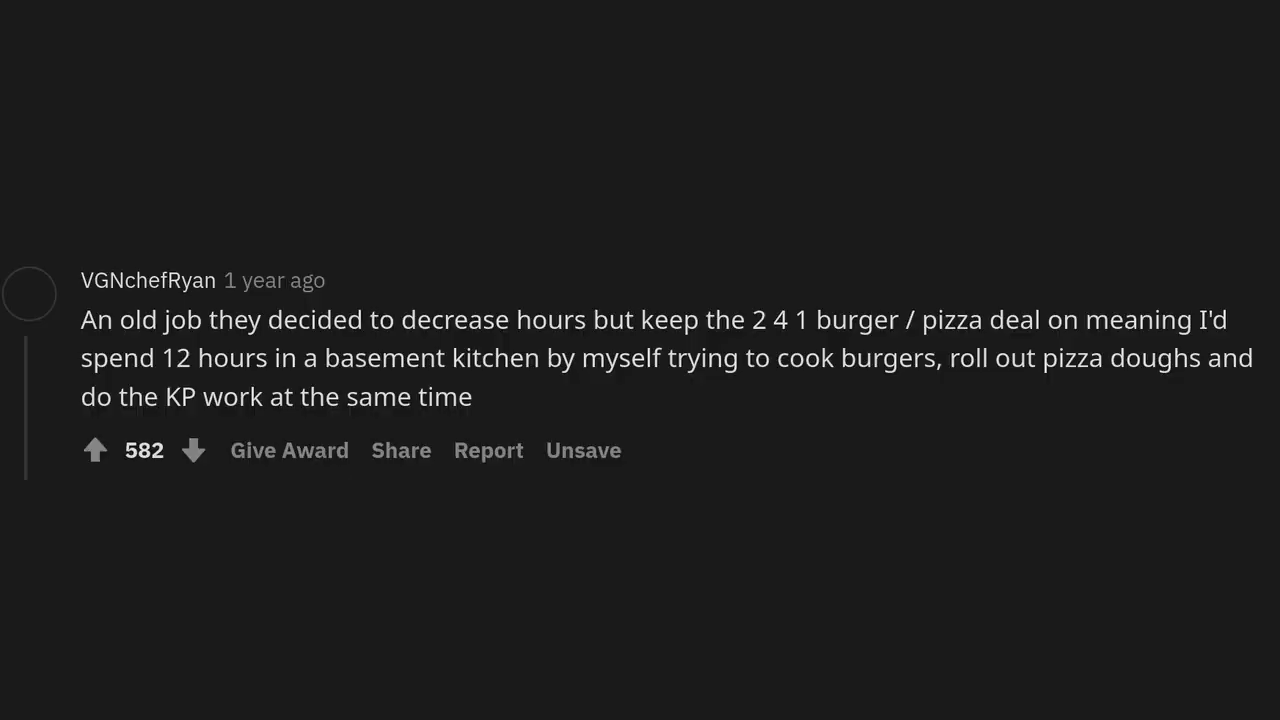 VGNchefRyan 1 year ago
An old job they decided to decrease hours but keep the 2 4 1 burger / pizza deal on meaning I'd
spend 12 hours in a basement kitchen by myself trying to cook burgers, roll out pizza doughs and
do the KP work at the same time
582 Give Award Share Report Unsave